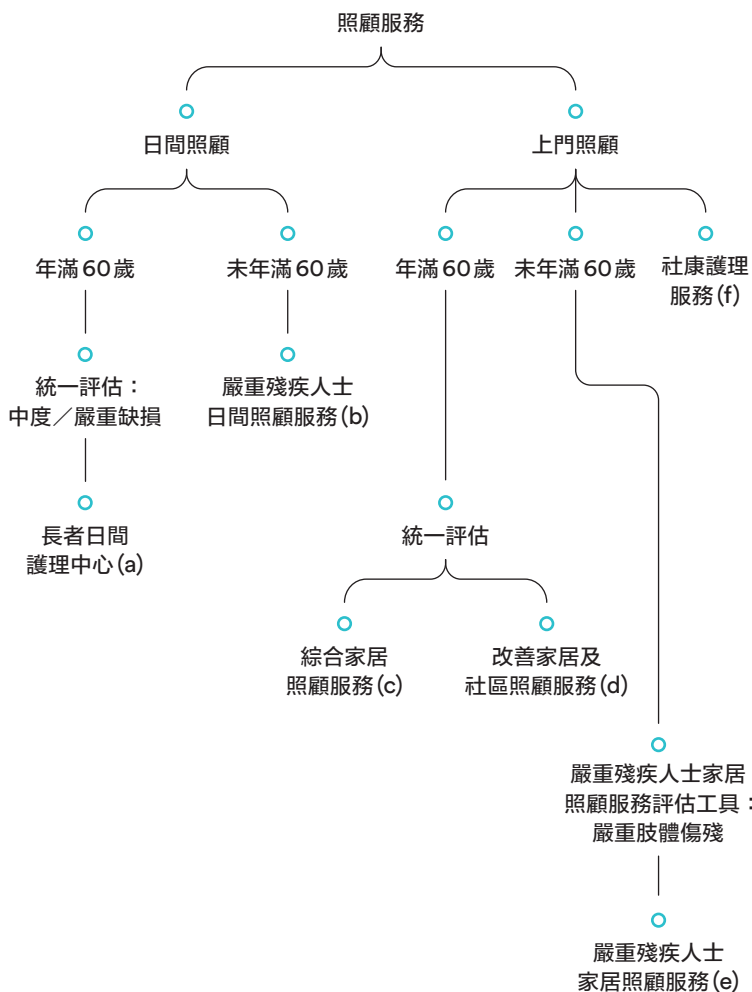 照顧服務
日間照顧
上門照顧
年滿60歲
未年滿60歲
年滿60歲
未年滿60歲
社康護理
服務(f)
統一評估：
中度／嚴重缺損
嚴重殘疾人士
日間照顧服務(b)
長者日間
護理中心(a)
統一評估
綜合家居
照顧服務(c)
改善家居及
社區照顧服務(d)
嚴重殘疾人士家居
照顧服務評估工具：
嚴重肢體傷殘
嚴重殘疾人士
家居照顧服務(e)